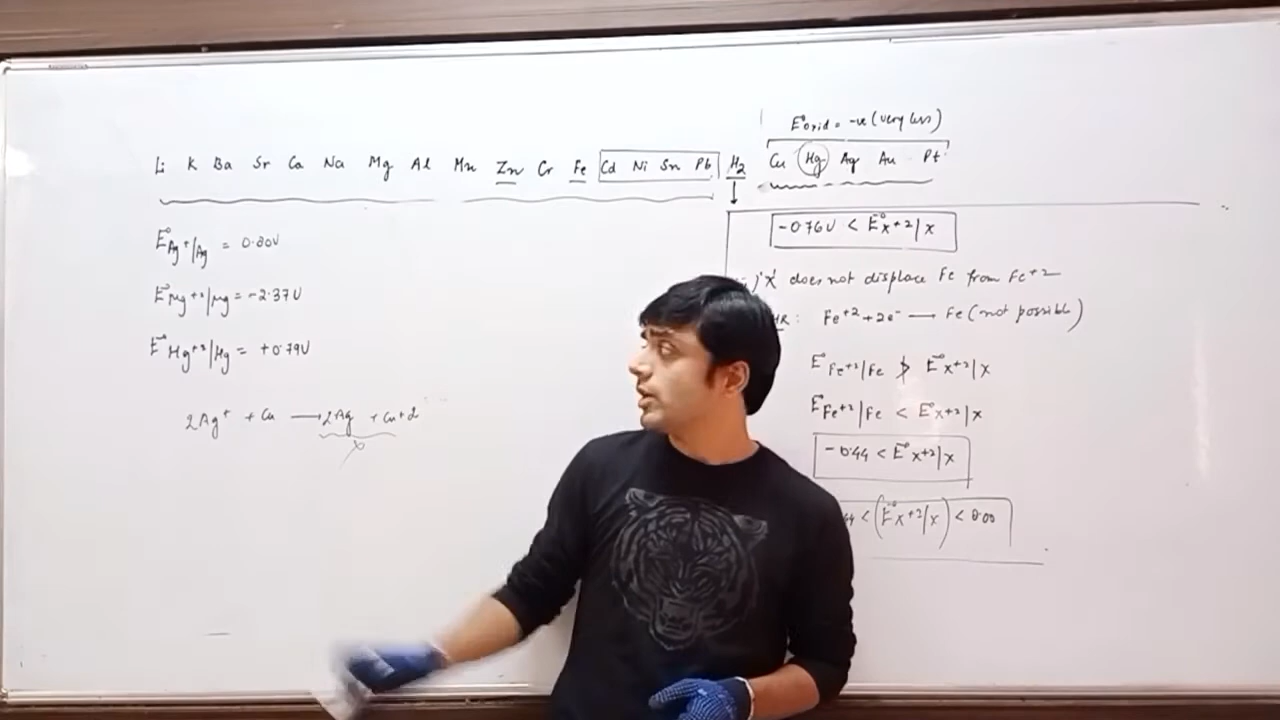 E°oxid = -ve (very less)
Li K Ba Sr Ca Na Mg Al Mn Zn Cr Fe Cd Ni Sn Pb H2 Cu Hg Ag Au Pt
E°Ag+/Ag = 0.80V
E°Mg+2/Mg = -2.37V
E°Hg+2/Hg = +0.79V
2Ag+ + Cu ⟶ 2Ag + Cu+2
-0.76V < E°x+2/x
'X' does not displace Fe from Fe+2
Fe+2 + 2e- ⟶ Fe (not possible)
E°Fe+2/Fe ≯ E°x+2/x
E°Fe+2/Fe < E°x+2/x
-0.44 < E°x+2/x
< (E°x+2/x) < 0.00